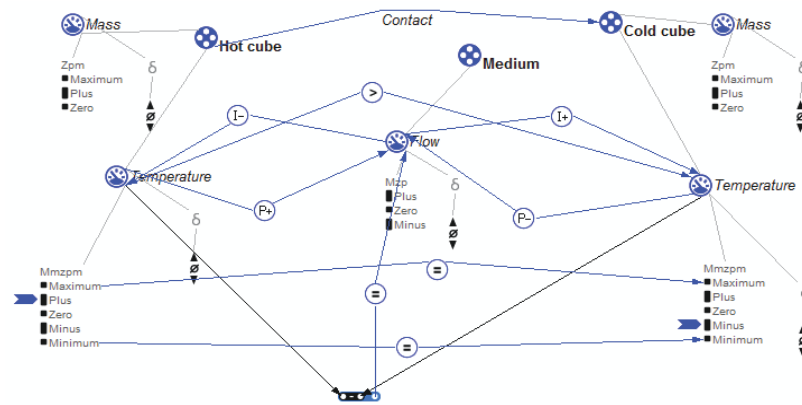 Mass
Hot cube
Contact
Cold cube
Mass
δ
Medium
δ
Zpm
Maximum
Plus
Zero
Zpm
Maximum
Plus
Zero
I–
>
I+
Flow
Temperature
Temperature
Mzp
Plus
Zero
Minus
δ
P+
P–
δ
Mmzpm
Maximum
Plus
Zero
Minus
Minimum
=
=
=
Mmzpm
Maximum
Plus
Zero
Minus
Minimum